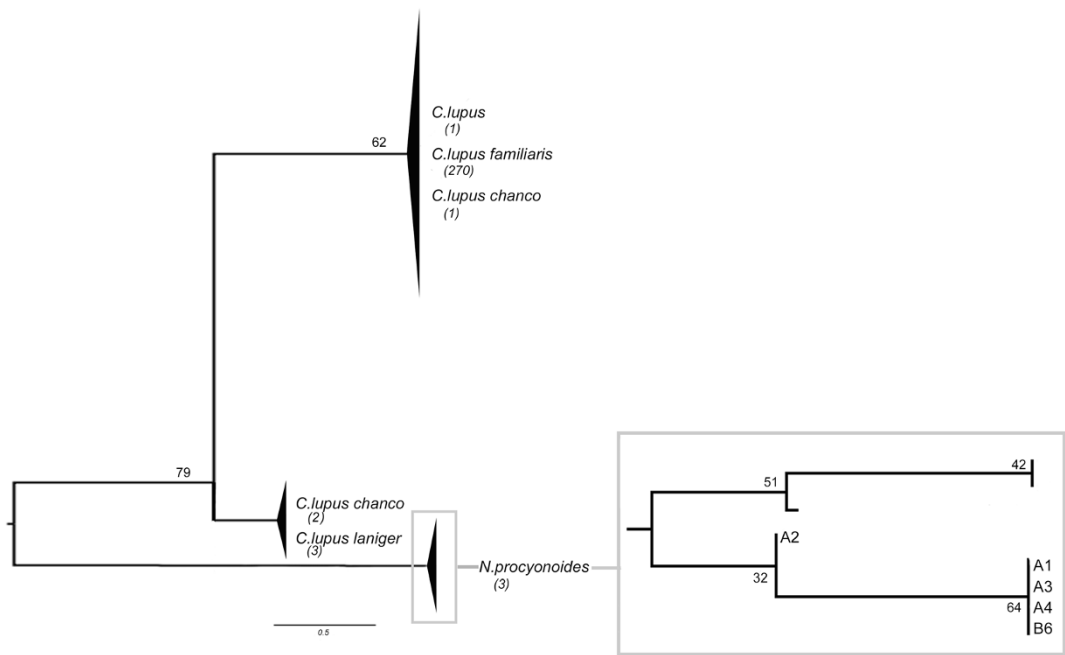 62
C.lupus
(1)
C.lupus familiaris
(270)
C.lupus chanco
(1)
79
C.lupus chanco
(2)
C.lupus laniger
(3)
N.procyonoides
(3)
0.5
42
51
A2
32
A1
A3
A4
64
B6